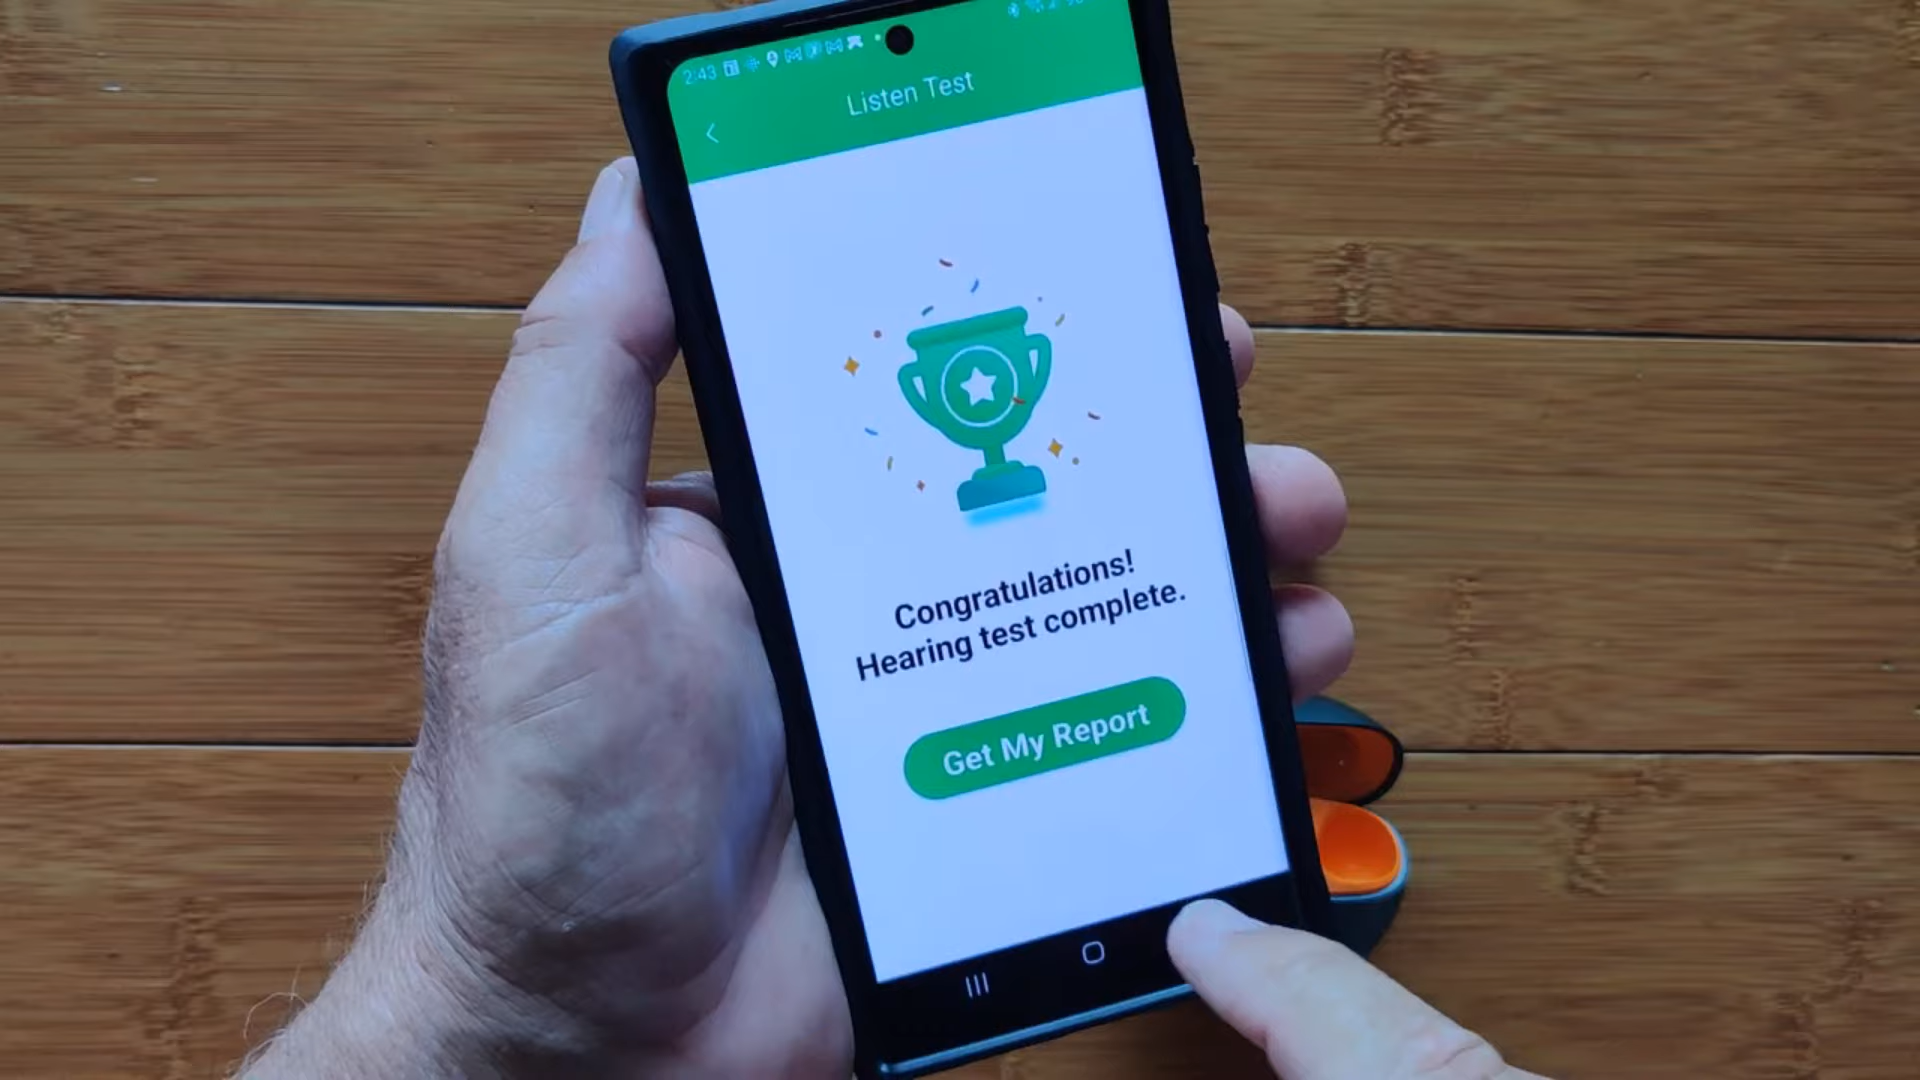 2:43
Listen Test
Congratulations!
Hearing test complete.
Get My Report